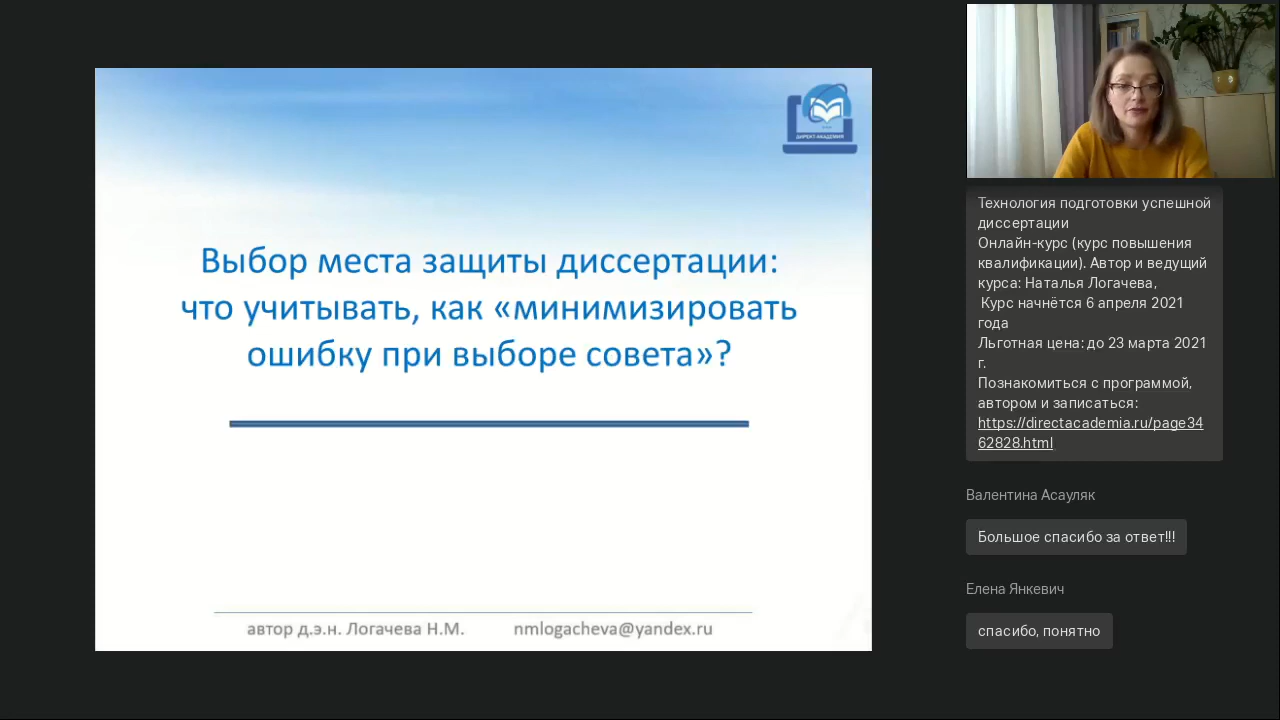 ДИРЕКТ-АКАДЕМИЯ
Выбор места защиты диссертации:
что учитывать, как «минимизировать
ошибку при выборе совета»?
автор д.э.н. Логачева Н.М. nmlogacheva@yandex.ru
Технология подготовки успешной
диссертации
Онлайн-курс (курс повышения
квалификации). Автор и ведущий
курса: Наталья Логачева,
Курс начнётся 6 апреля 2021
года
Льготная цена: до 23 марта 2021
г.
Познакомиться с программой,
автором и записаться:
https://directacademia.ru/page34
62828.html
Валентина Асауляк
Большое спасибо за ответ!!!
Елена Янкевич
спасибо, понятно